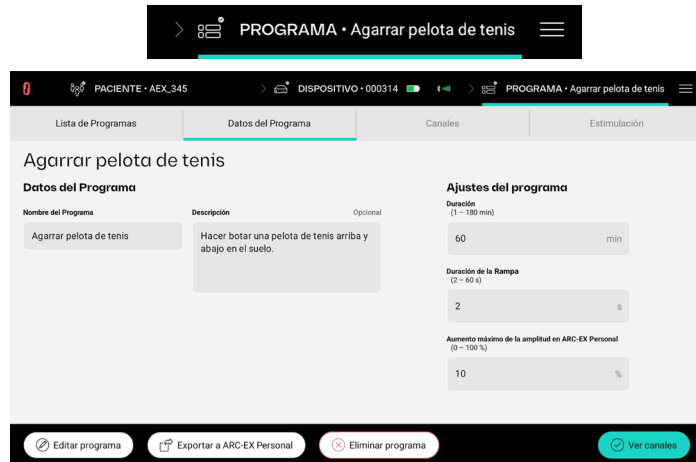 PROGRAMA • Agarrar pelota de tenis
PACIENTE • AEX_345
DISPOSITIVO • 000314
PROGRAMA • Agarrar pelota de tenis
Lista de Programas
Datos del Programa
Canales
Estimulación
Agarrar pelota de tenis
Datos del Programa
Nombre del Programa
Agarrar pelota de tenis
Descripción
Opcional
Hacer botar una pelota de tenis arriba y
abajo en el suelo.
Ajustes del programa
Duración
(1 – 180 min)
60
min
Duración de la Rampa
(2 – 60 s)
2
s
Aumento máximo de la amplitud en ARC-EX Personal
(0 – 100 %)
10
%
Editar programa
Exportar a ARC-EX Personal
Eliminar programa
Ver canales